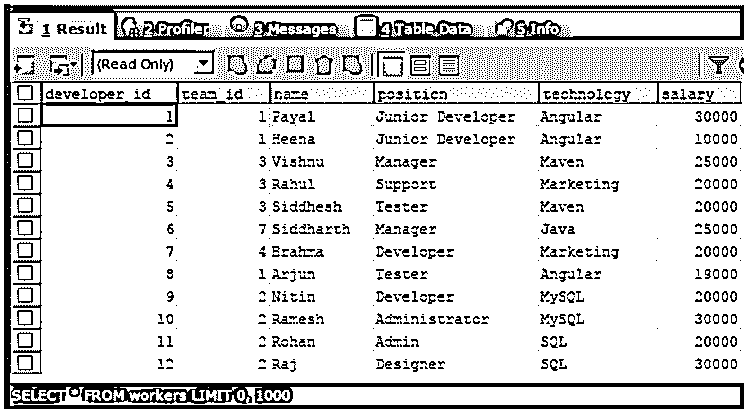 1 Result 2 Profiler 3 Messages 4 Table Data 5 Info
(Read Only)
developer_id team_id name position technology salary
1 1 Payal Junior Developer Angular 30000
2 1 Heena Junior Developer Angular 10000
3 3 Vishnu Manager Maven 25000
4 3 Rahul Support Marketing 20000
5 3 Siddhesh Tester Maven 20000
6 7 Siddharth Manager Java 25000
7 4 Brahma Developer Marketing 20000
8 1 Arjun Tester Angular 19000
9 2 Nitin Developer MySQL 20000
10 2 Ramesh Administrator MySQL 30000
11 2 Rohan Admin SQL 20000
12 2 Raj Designer SQL 30000
SELECT * FROM workers LIMIT 0, 1000